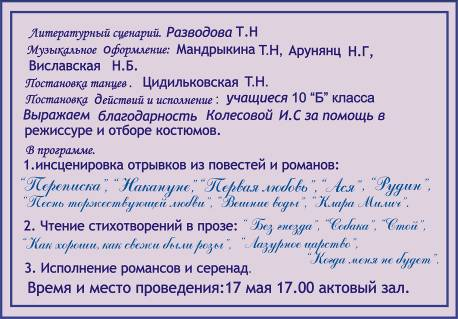 Литературный сценарий. Разводова Т.Н
Музыкальное оформление: Мандрыкина Т.Н, Арунянц Н.Г,
Виславская Н.Б.
Постановка танцев. Цидильковская Т.Н.
Постановка действий и исполнение: учащиеся 10 "Б" класса
Выражаем благодарность Колесовой И.С за помощь в
режиссуре и отборе костюмов.
В программе.
1.инсценировка отрывков из повестей и романов:
"Переписка", "Накануне", "Первая любовь", "Ася", "Рудин",
"Песнь торжествующей любви", "Вешние воды", "Клара Милич".
2. Чтение стихотворений в прозе: "Без гнезда", "Собака", "Стой",
"Как хороши, как свежи были розы", "Лазурное царство",
"Когда меня не будет".
3. Исполнение романсов и серенад.
Время и место проведения:17 мая 17.00 актовый зал.